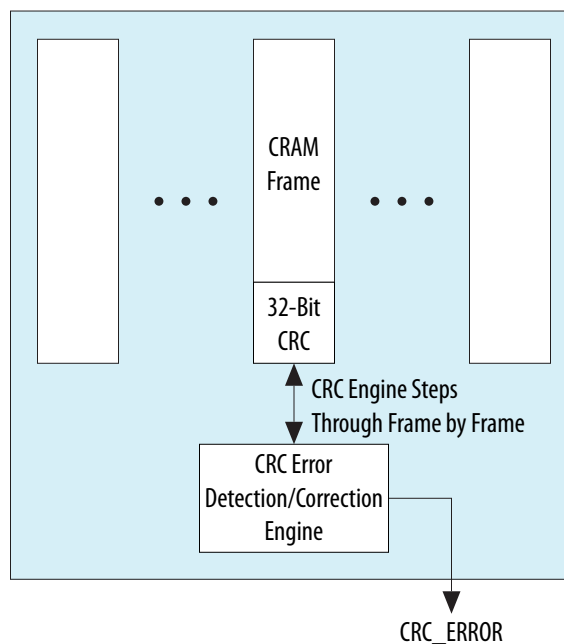 CRAM
Frame
32-Bit
CRC
CRC Engine Steps
Through Frame by Frame
CRC Error
Detection/Correction
Engine
CRC_ERROR